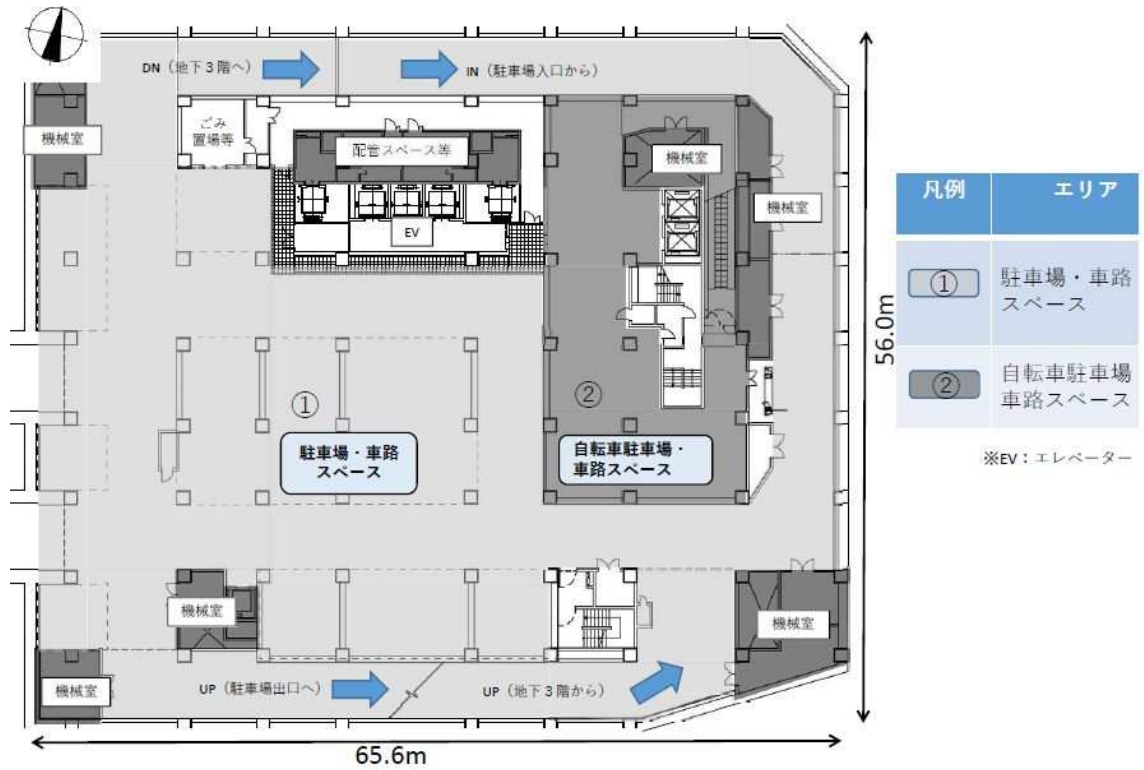 DN（地下３階へ）
IN（駐車場入口から）
機械室
ごみ
置場等
配管スペース等
機械室
機械室
EV
①
駐車場・車路
スペース
②
自転車駐車場・
車路スペース
機械室
機械室
機械室
UP（駐車場出口へ）
UP（地下３階から）
65.6m
56.0m
凡例
エリア
①
駐車場・車路
スペース
②
自転車駐車場
車路スペース
※EV：エレベーター